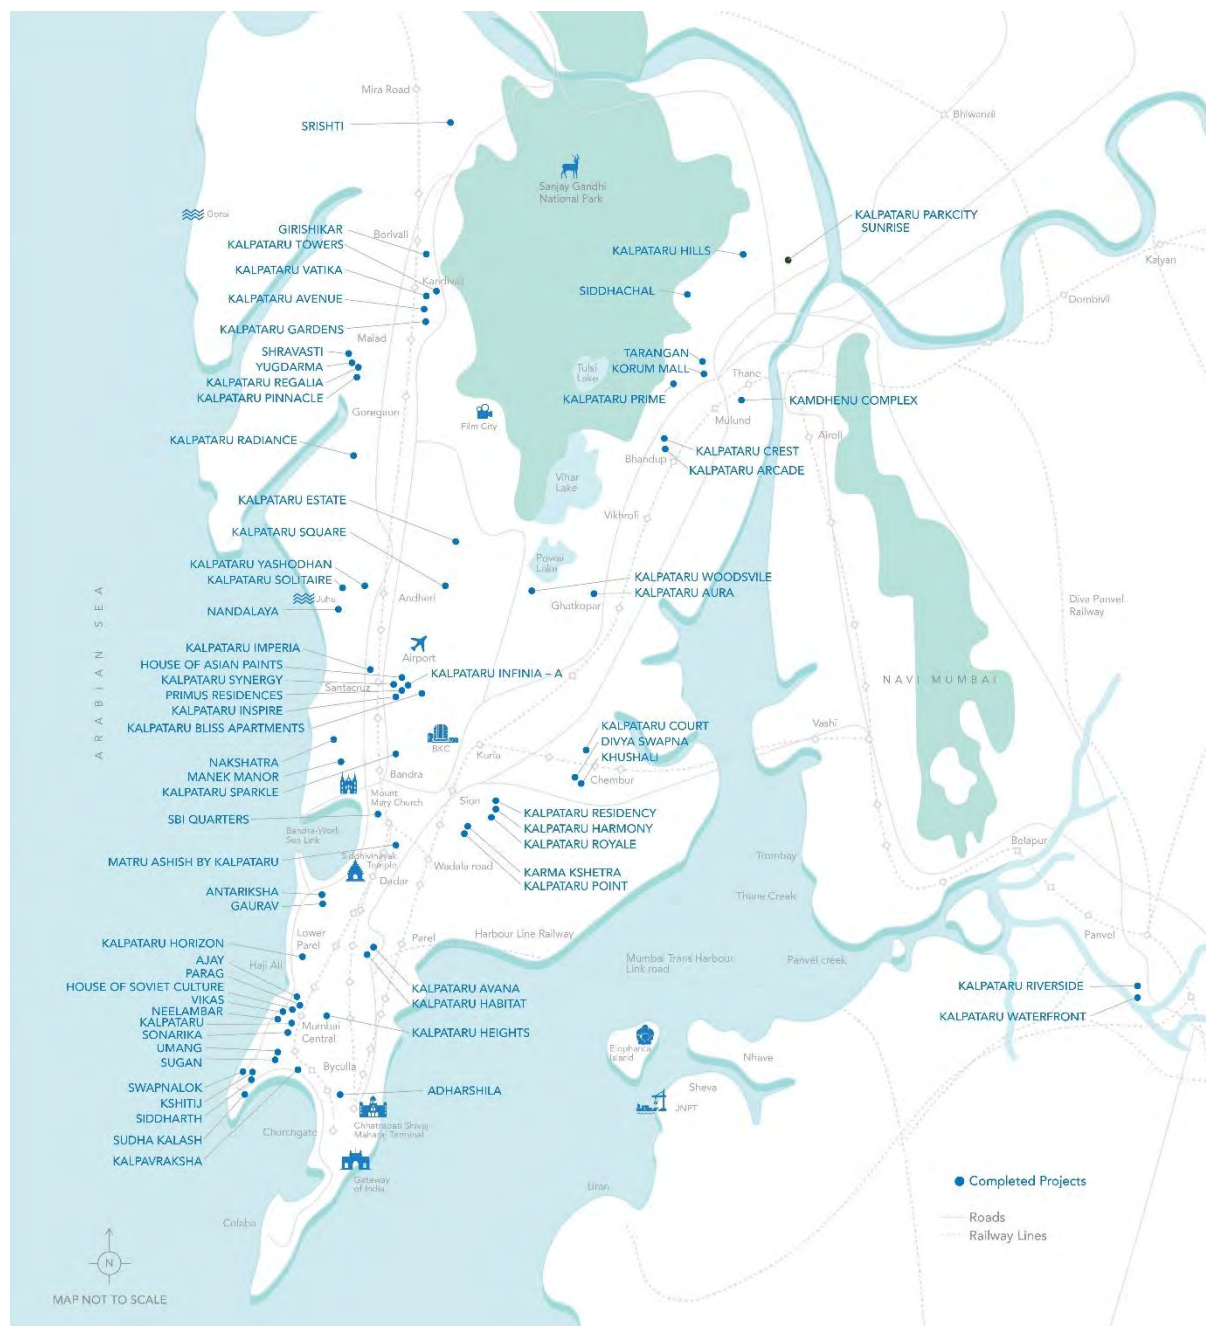 Mira Road
SRISHTI
Bhiwandi
Sanjay Gandhi
National Park
Gorai
KALPATARU PARKCITY
SUNRISE
GIRISHIKAR
Borivali
KALPATARU TOWERS
KALPATARU HILLS
Kalyan
KALPATARU VATIKA
Kandivali
SIDDHACHAL
KALPATARU AVENUE
Dombivli
KALPATARU GARDENS
Malad
SHRAVASTI
TARANGAN
YUGDARMA
Tulsi
Lake
KORUM MALL
Thane
KALPATARU REGALIA
KALPATARU PINNACLE
KALPATARU PRIME
KAMDHENU COMPLEX
Goregaon
Film City
Mulund
Airoli
KALPATARU RADIANCE
KALPATARU CREST
Bhandup
KALPATARU ARCADE
Vihar
Lake
KALPATARU ESTATE
Vikhroli
KALPATARU SQUARE
Powai
Lake
KALPATARU YASHODHAN
KALPATARU SOLITAIRE
KALPATARU WOODSVILE
KALPATARU AURA
Juhu
Andheri
Ghatkopar
NANDALAYA
Diva Panvel
Railway
ARABIAN SEA
KALPATARU IMPERIA
Airport
HOUSE OF ASIAN PAINTS
KALPATARU INFINIA – A
KALPATARU SYNERGY
Santacruz
NAVI MUMBAI
PRIMUS RESIDENCES
KALPATARU INSPIRE
KALPATARU BLISS APARTMENTS
KALPATARU COURT
Vashi
DIVYA SWAPNA
BKC
Kurla
KHUSHALI
NAKSHATRA
MANEK MANOR
Bandra
Chembur
KALPATARU SPARKLE
Mount
Mary Church
Sion
SBI QUARTERS
KALPATARU RESIDENCY
KALPATARU HARMONY
KALPATARU ROYALE
Bandra-Worli
Sea Link
Belapur
MATRU ASHISH BY KALPATARU
Siddhivinayak
Temple
Wadala road
Trombay
KARMA KSHETRA
KALPATARU POINT
Dadar
ANTARIKSHA
GAURAV
Thane Creek
Lower
Parel
Parel
Harbour Line Railway
Panvel
KALPATARU HORIZON
AJAY
Haji Ali
Mumbai Trans Harbour
Link road
Panvel creek
PARAG
HOUSE OF SOVIET CULTURE
KALPATARU AVANA
KALPATARU RIVERSIDE
VIKAS
KALPATARU HABITAT
NEELAMBAR
KALPATARU WATERFRONT
KALPATARU
Mumbai
Central
SONARIKA
KALPATARU HEIGHTS
UMANG
Elephanta
Island
Nhave
SUGAN
Byculla
SWAPNALOK
ADHARSHILA
Sheva
KSHITIJ
JNPT
SIDDHARTH
Chhatrapati Shivaji
Maharaj Terminal
SUDHA KALASH
Churchgate
KALPAVRAKSHA
Gateway
of India
Uran
Completed Projects
Colaba
Roads
Railway Lines
N
MAP NOT TO SCALE